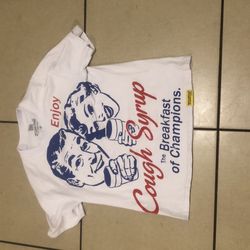 Enjoy
Cough Syrup
The Breakfast
of Champions.